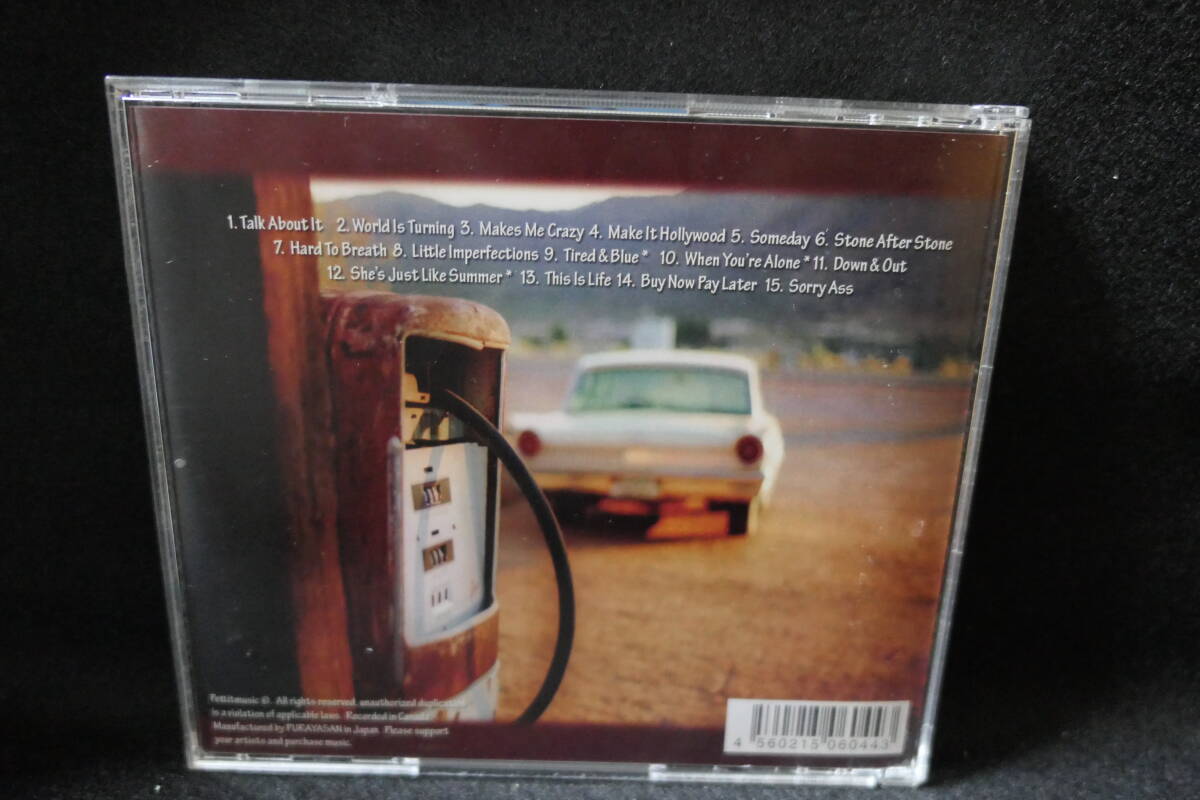 1. Talk About It 2. World Is Turning 3. Makes Me Crazy 4. Make It Hollywood 5. Someday 6. Stone After Stone
7. Hard To Breath 8. Little Imperfections 9. Tired & Blue * 10. When You're Alone * 11. Down & Out
12. She's Just Like Summer * 13. This Is Life 14. Buy Now Pay Later 15. Sorry Ass
Pettitmusic ©. All rights reserved, unauthorized duplication
is a violation of applicable laws. Recorded in Canada
Manufactured by FUKAYASAN in Japan. Please support
your artists and purchase music.
4 560215 060443